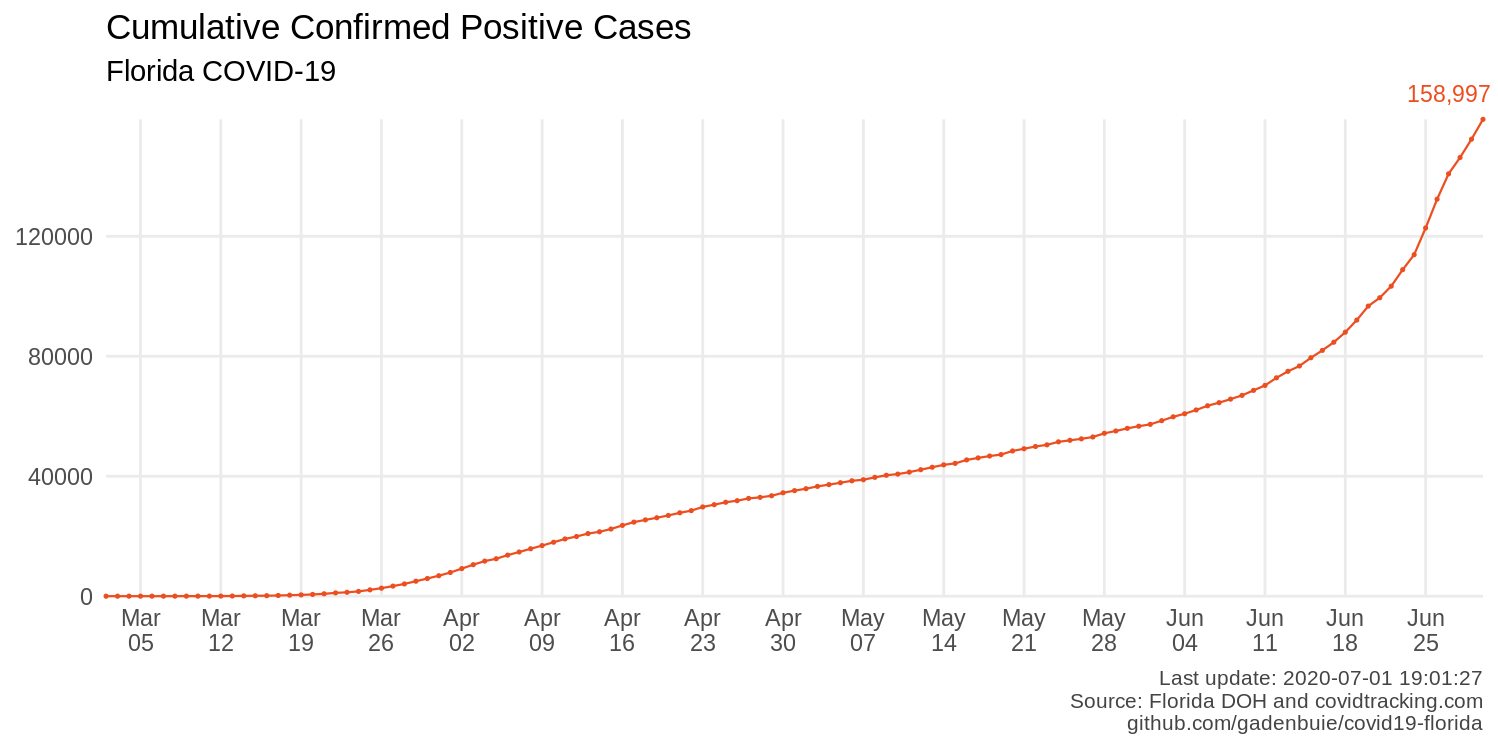 Cumulative Confirmed Positive Cases
Florida COVID-19
158,997
120000
80000
40000
0
Mar Mar Mar Mar Apr Apr Apr Apr Apr May May May May Jun Jun Jun Jun
05 12 19 26 02 09 16 23 30 07 14 21 28 04 11 18 25
Last update: 2020-07-01 19:01:27
Source: Florida DOH and covidtracking.com
github.com/gadenbuie/covid19-florida